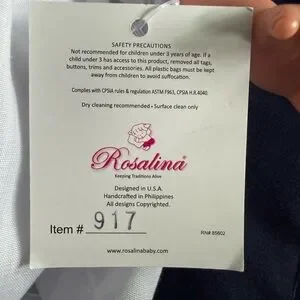 SAFETY PRECAUTIONS
Not recommended for children under 3 years of age. If a
child under 3 has access to this product, removed all tags,
buttons, trims and accessories. All plastic bags must be kept
away from children to avoid suffocation.
Complies with CPSIA rules & regulation ASTM F963, CPSIA H.R.4040.
Dry cleaning recommended • Surface clean only
Rosalina
Keeping Traditions Alive
Designed in U.S.A.
Handcrafted in Philippines
All designs Copyrighted.
Item # 917
RN# 85602
www.rosalinababy.com